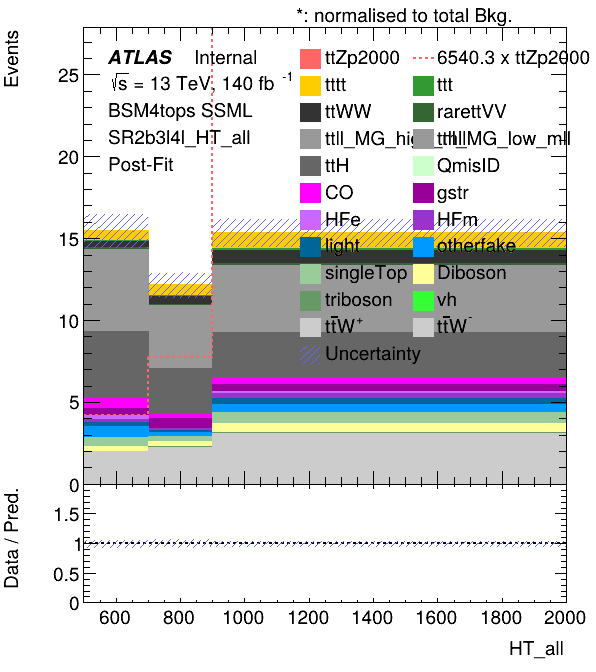 *: normalised to total Bkg.
Events
ATLAS Internal
√s = 13 TeV, 140 fb -1
BSM4tops SSML
SR2b3l4l_HT_all
Post-Fit
ttZp2000
6540.3 x ttZp2000
tttt
ttt
ttWW
rarettVV
ttll_MG_high_mll
ttll_MG_low_mll
ttH
QmisID
CO
gstr
HFe
HFm
light
otherfake
singleTop
Diboson
triboson
vh
tt̄W+
tt̄W-
Uncertainty
25
20
15
10
5
0
Data / Pred.
1.5
1
0.5
0
600 800 1000 1200 1400 1600 1800 2000
HT_all